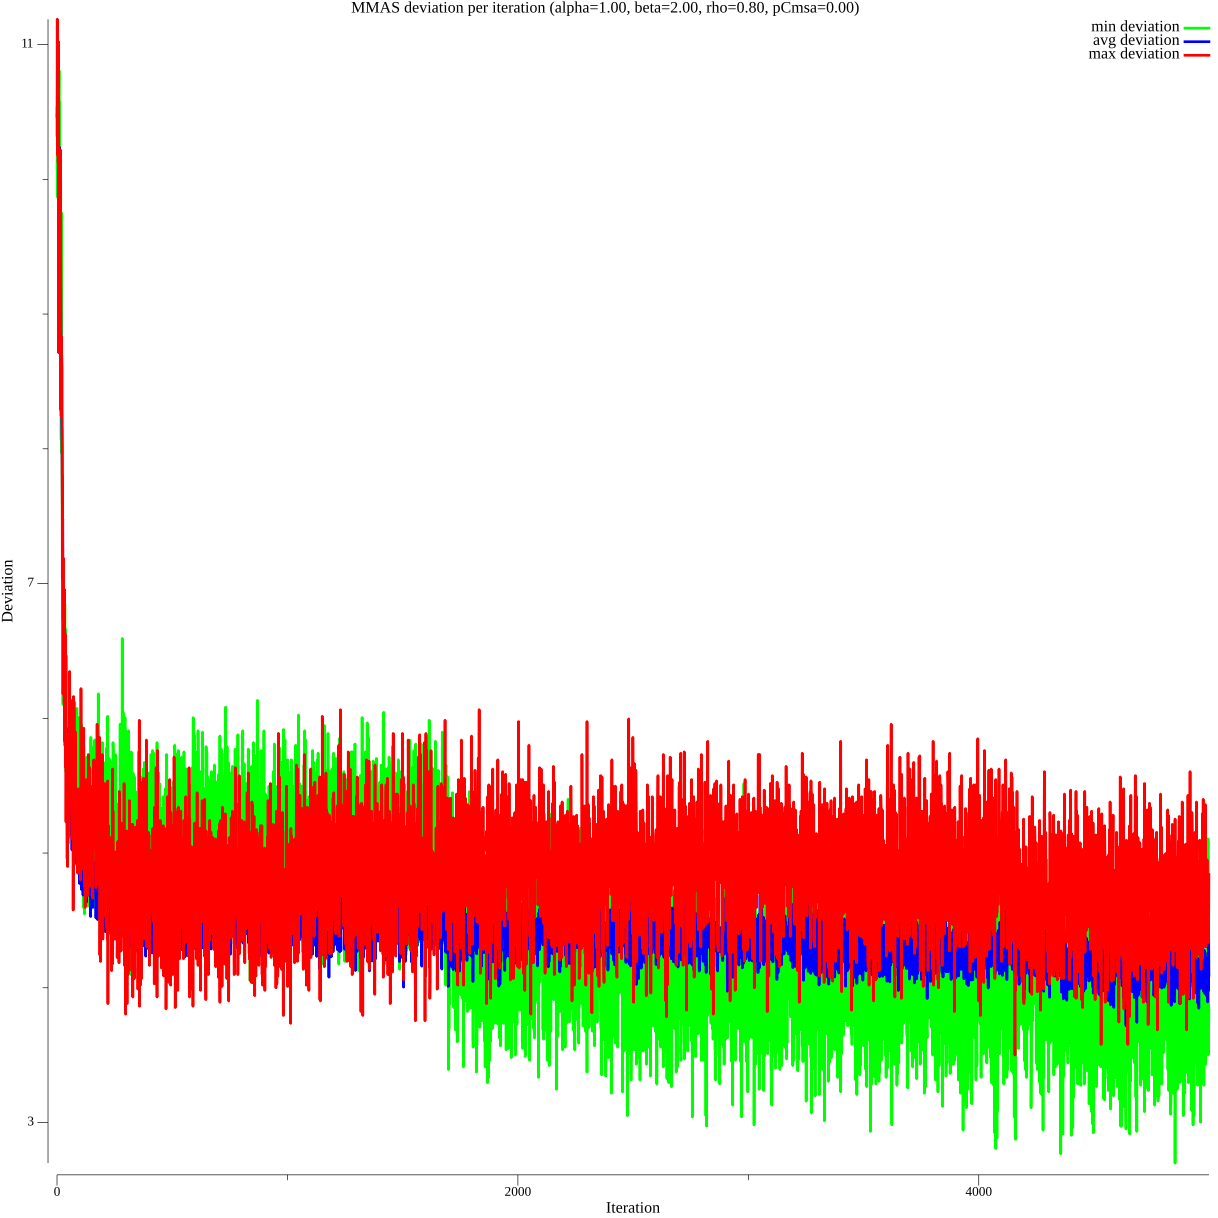 MMAS deviation per iteration (alpha=1.00, beta=2.00, rho=0.80, pCmsa=0.00)
min deviation
avg deviation
max deviation
11
7
3
Deviation
0
2000
4000
Iteration